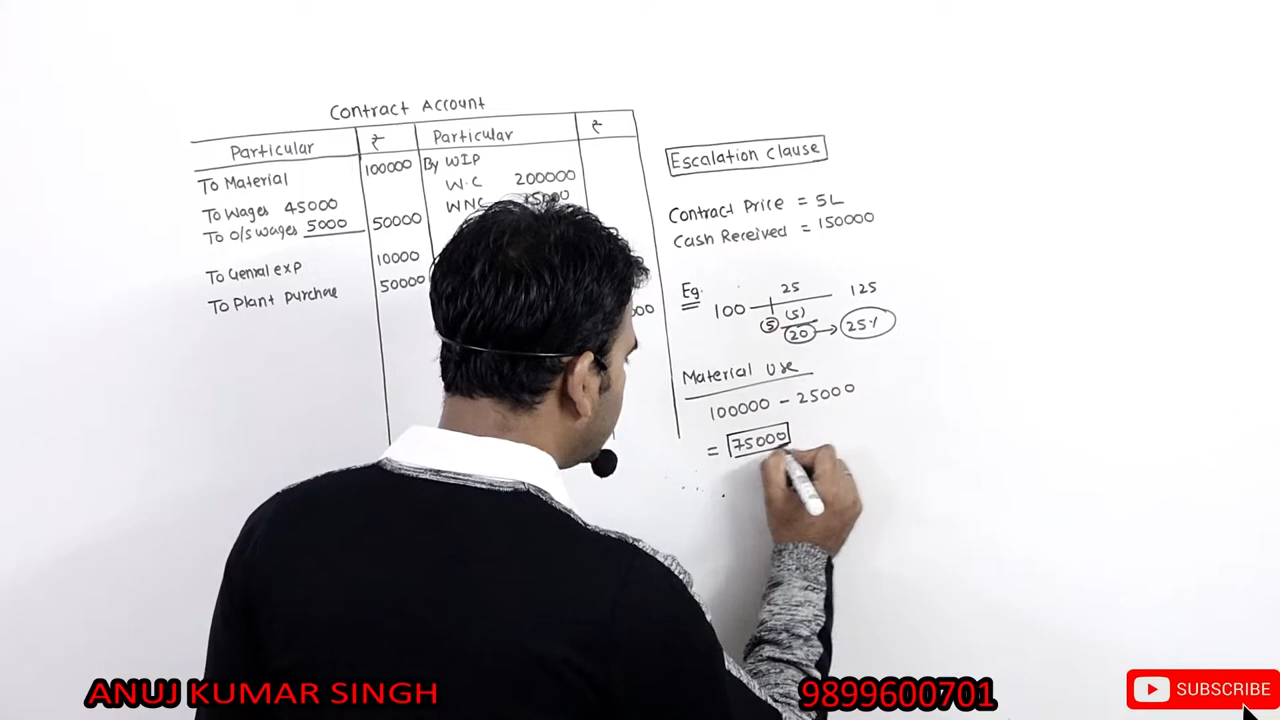 Contract Account
Particular ₹ Particular ₹
To Material 100000 By WIP
W.C 200000
To Wages 45000 WNC
To O/s Wages 5000 50000
To Genral exp 10000
To Plant Purchase 50000
Escalation Clause
Contract Price = 5L
Cash Received = 150000
Eg. 100 25 125
5 (5)
20 → 25%
Material Use
100000 - 25000
= 75000
ANUJ KUMAR SINGH 9899600701 SUBSCRIBE